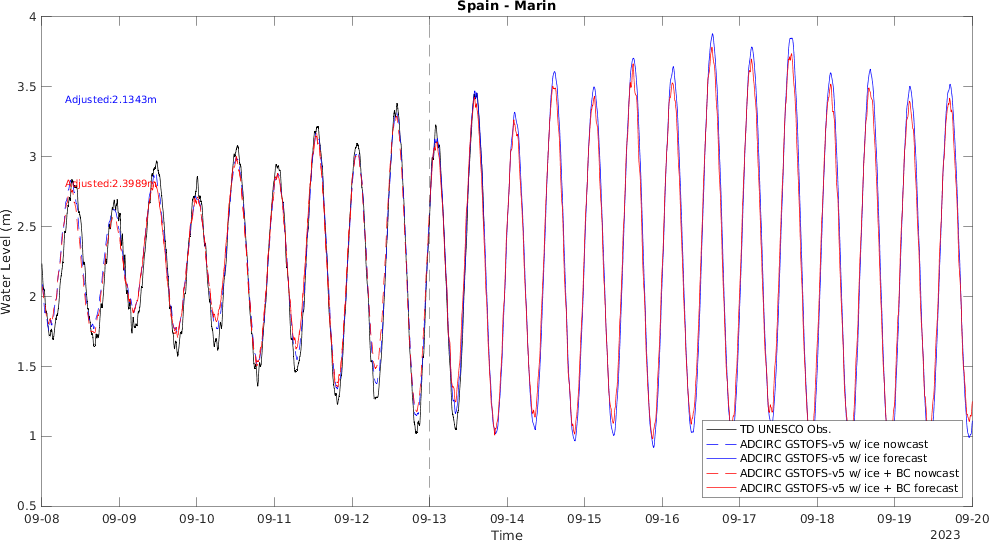 Spain - Marin
4
3.5
3
2.5
2
1.5
1
0.5
Water Level (m)
Adjusted:2.1343m
Adjusted:2.3989m
TD UNESCO Obs.
ADCIRC GSTOFS-v5 w/ ice nowcast
ADCIRC GSTOFS-v5 w/ ice forecast
ADCIRC GSTOFS-v5 w/ ice + BC nowcast
ADCIRC GSTOFS-v5 w/ ice + BC forecast
09-08 09-09 09-10 09-11 09-12 09-13 09-14 09-15 09-16 09-17 09-18 09-19 09-20
Time
2023